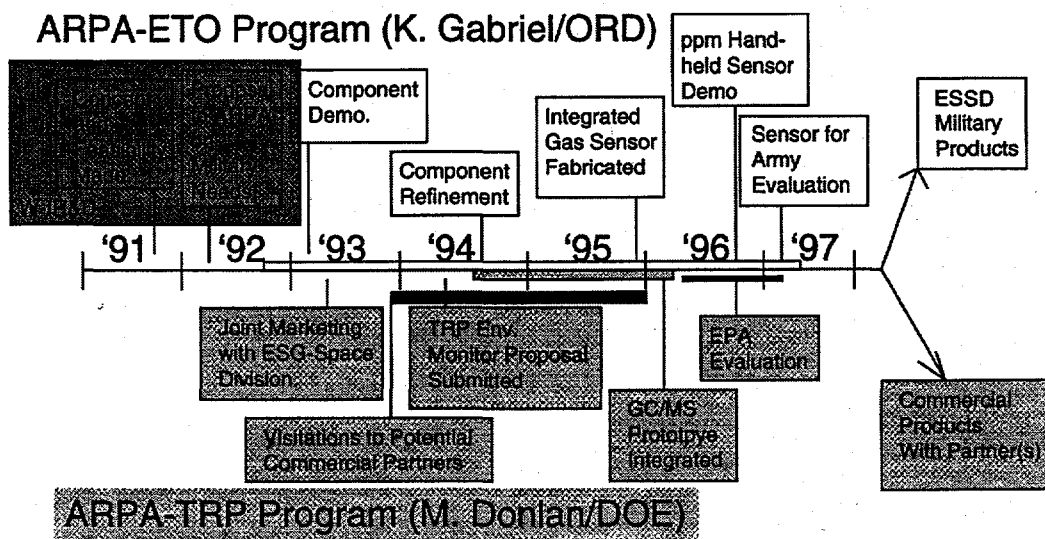 ARPA-ETO Program (K. Gabriel/ORD)
Component
Demo.
Component
Refinement
Integrated
Gas Sensor
Fabricated
ppm Hand-
held Sensor
Demo
Sensor for
Army
Evaluation
ESSD
Military
Products
‘91 ‘92 ‘93 ‘94 ‘95 ‘96 ‘97
Joint Marketing
with ESG-Space
Division
Visitations to Potential
Commercial Partners
TRP Env.
Monitor Proposal
Submitted
GC/MS
Prototpye
Integrated
EPA
Evaluation
Commercial
Products
With Partner(s)
ARPA-TRP Program (M. Donlan/DOE)